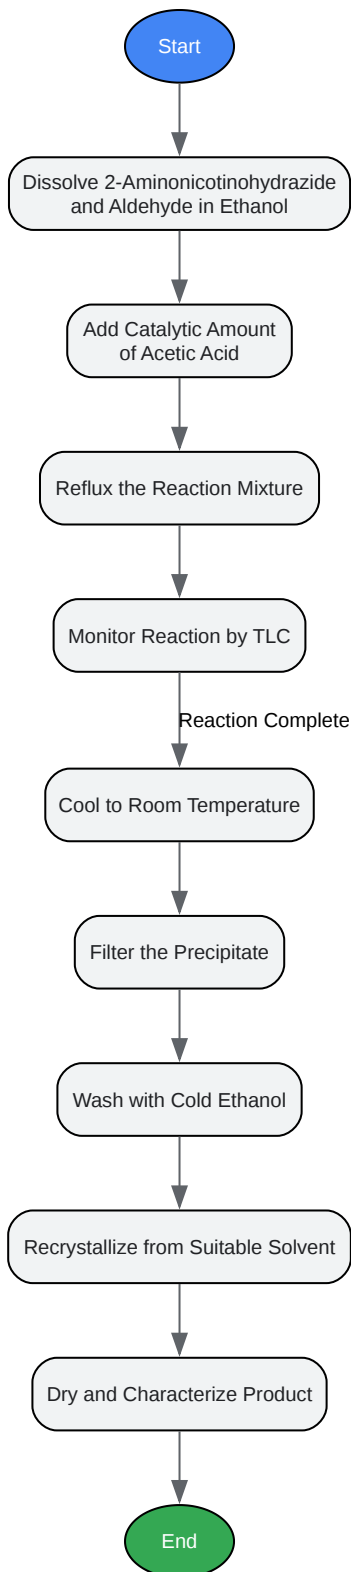 Start
Dissolve 2-Aminonicotinohydrazide
and Aldehyde in Ethanol
Add Catalytic Amount
of Acetic Acid
Reflux the Reaction Mixture
Monitor Reaction by TLC
Reaction Complete
Cool to Room Temperature
Filter the Precipitate
Wash with Cold Ethanol
Recrystallize from Suitable Solvent
Dry and Characterize Product
End